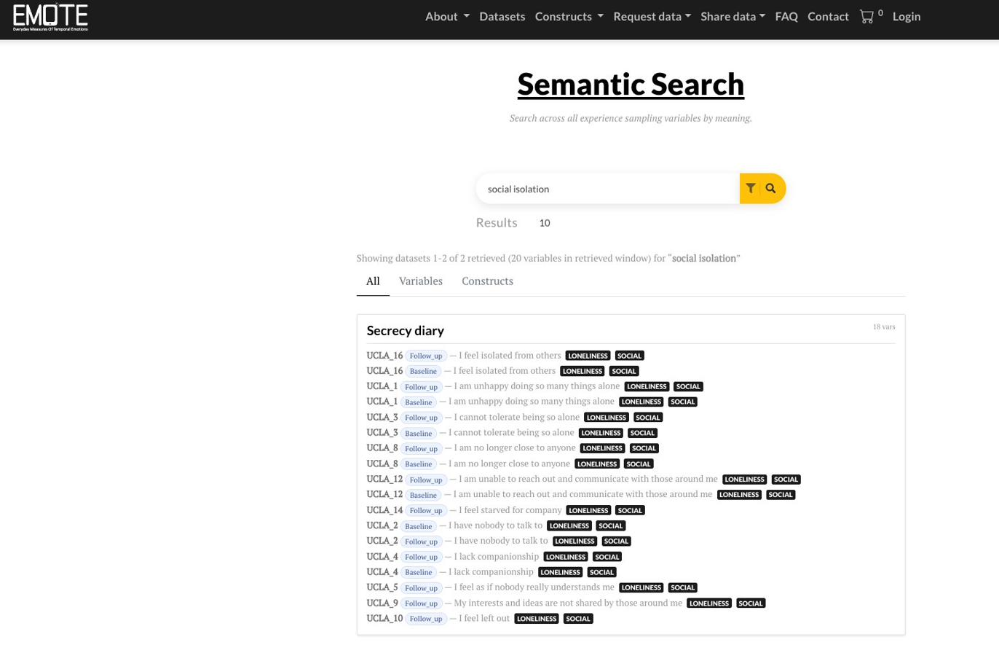 EMOTE
Everyday Measures Of Temporal Emotions
About Datasets Constructs Request data Share data FAQ Contact 0 Login
Semantic Search
Search across all experience sampling variables by meaning.
social isolation
Results 10
Showing datasets 1-2 of 2 retrieved (20 variables in retrieved window) for “social isolation”
All Variables Constructs
Secrecy diary 18 vars
UCLA_16 Follow_up — I feel isolated from others LONELINESS SOCIAL
UCLA_16 Baseline — I feel isolated from others LONELINESS SOCIAL
UCLA_1 Follow_up — I am unhappy doing so many things alone LONELINESS SOCIAL
UCLA_1 Baseline — I am unhappy doing so many things alone LONELINESS SOCIAL
UCLA_3 Follow_up — I cannot tolerate being so alone LONELINESS SOCIAL
UCLA_3 Baseline — I cannot tolerate being so alone LONELINESS SOCIAL
UCLA_8 Follow_up — I am no longer close to anyone LONELINESS SOCIAL
UCLA_8 Baseline — I am no longer close to anyone LONELINESS SOCIAL
UCLA_12 Follow_up — I am unable to reach out and communicate with those around me LONELINESS SOCIAL
UCLA_12 Baseline — I am unable to reach out and communicate with those around me LONELINESS SOCIAL
UCLA_14 Follow_up — I feel starved for company LONELINESS SOCIAL
UCLA_2 Baseline — I have nobody to talk to LONELINESS SOCIAL
UCLA_2 Follow_up — I have nobody to talk to LONELINESS SOCIAL
UCLA_4 Follow_up — I lack companionship LONELINESS SOCIAL
UCLA_4 Baseline — I lack companionship LONELINESS SOCIAL
UCLA_5 Follow_up — I feel as if nobody really understands me LONELINESS SOCIAL
UCLA_9 Follow_up — My interests and ideas are not shared by those around me LONELINESS SOCIAL
UCLA_10 Follow_up — I feel left out LONELINESS SOCIAL